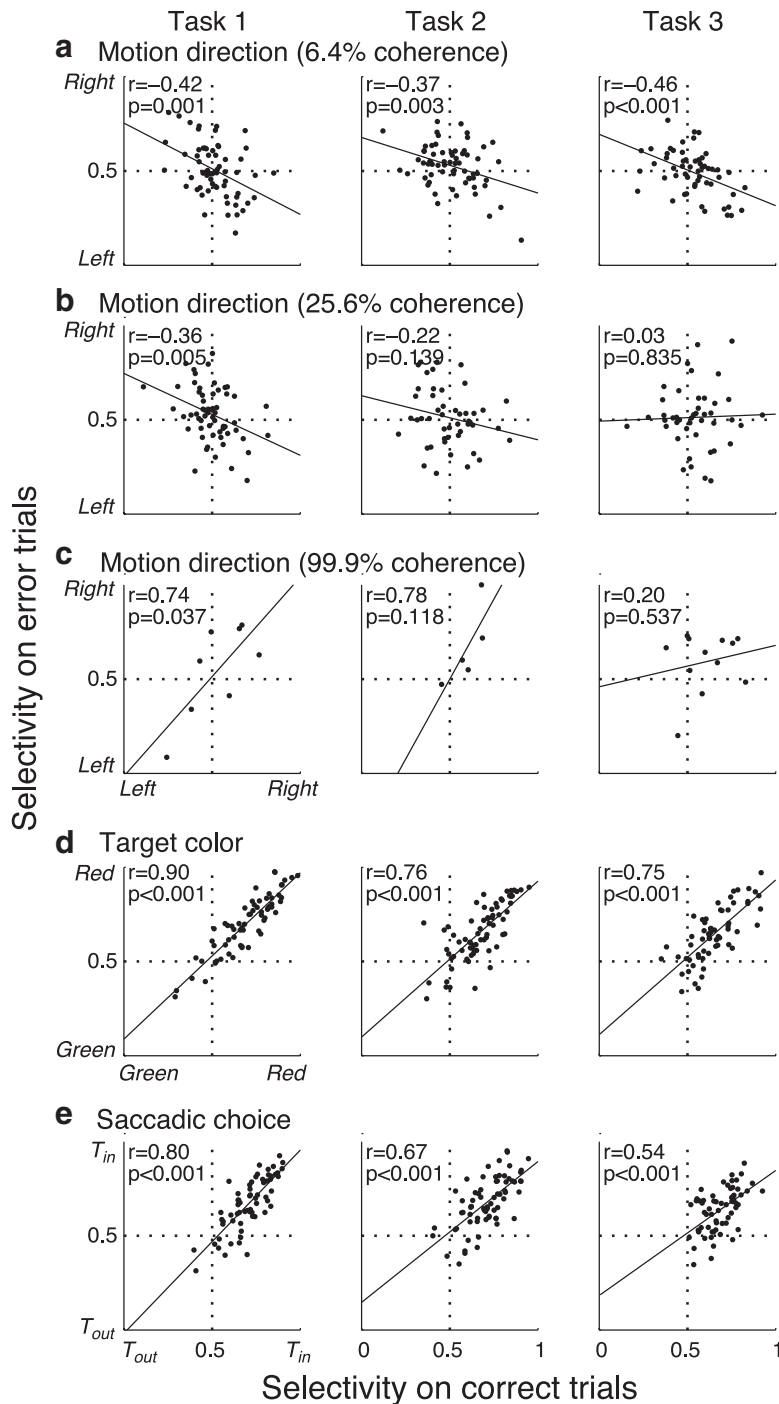 Task 1 Task 2 Task 3
a Motion direction (6.4% coherence)
Right
r=−0.42 r=−0.37 r=−0.46
p=0.001 p=0.003 p<0.001
0.5
Left
b Motion direction (25.6% coherence)
Right
r=−0.36 r=−0.22 r=0.03
p=0.005 p=0.139 p=0.835
0.5
Left
c Motion direction (99.9% coherence)
Right
r=0.74 r=0.78 r=0.20
p=0.037 p=0.118 p=0.537
0.5
Left
Left Right
Selectivity on error trials
d Target color
Red
r=0.90 r=0.76 r=0.75
p<0.001 p<0.001 p<0.001
0.5
Green
Green Red
e Saccadic choice
Tin
r=0.80 r=0.67 r=0.54
p<0.001 p<0.001 p<0.001
0.5
Tout
Tout 0.5 Tin 0 0.5 1 0 0.5 1
Selectivity on correct trials